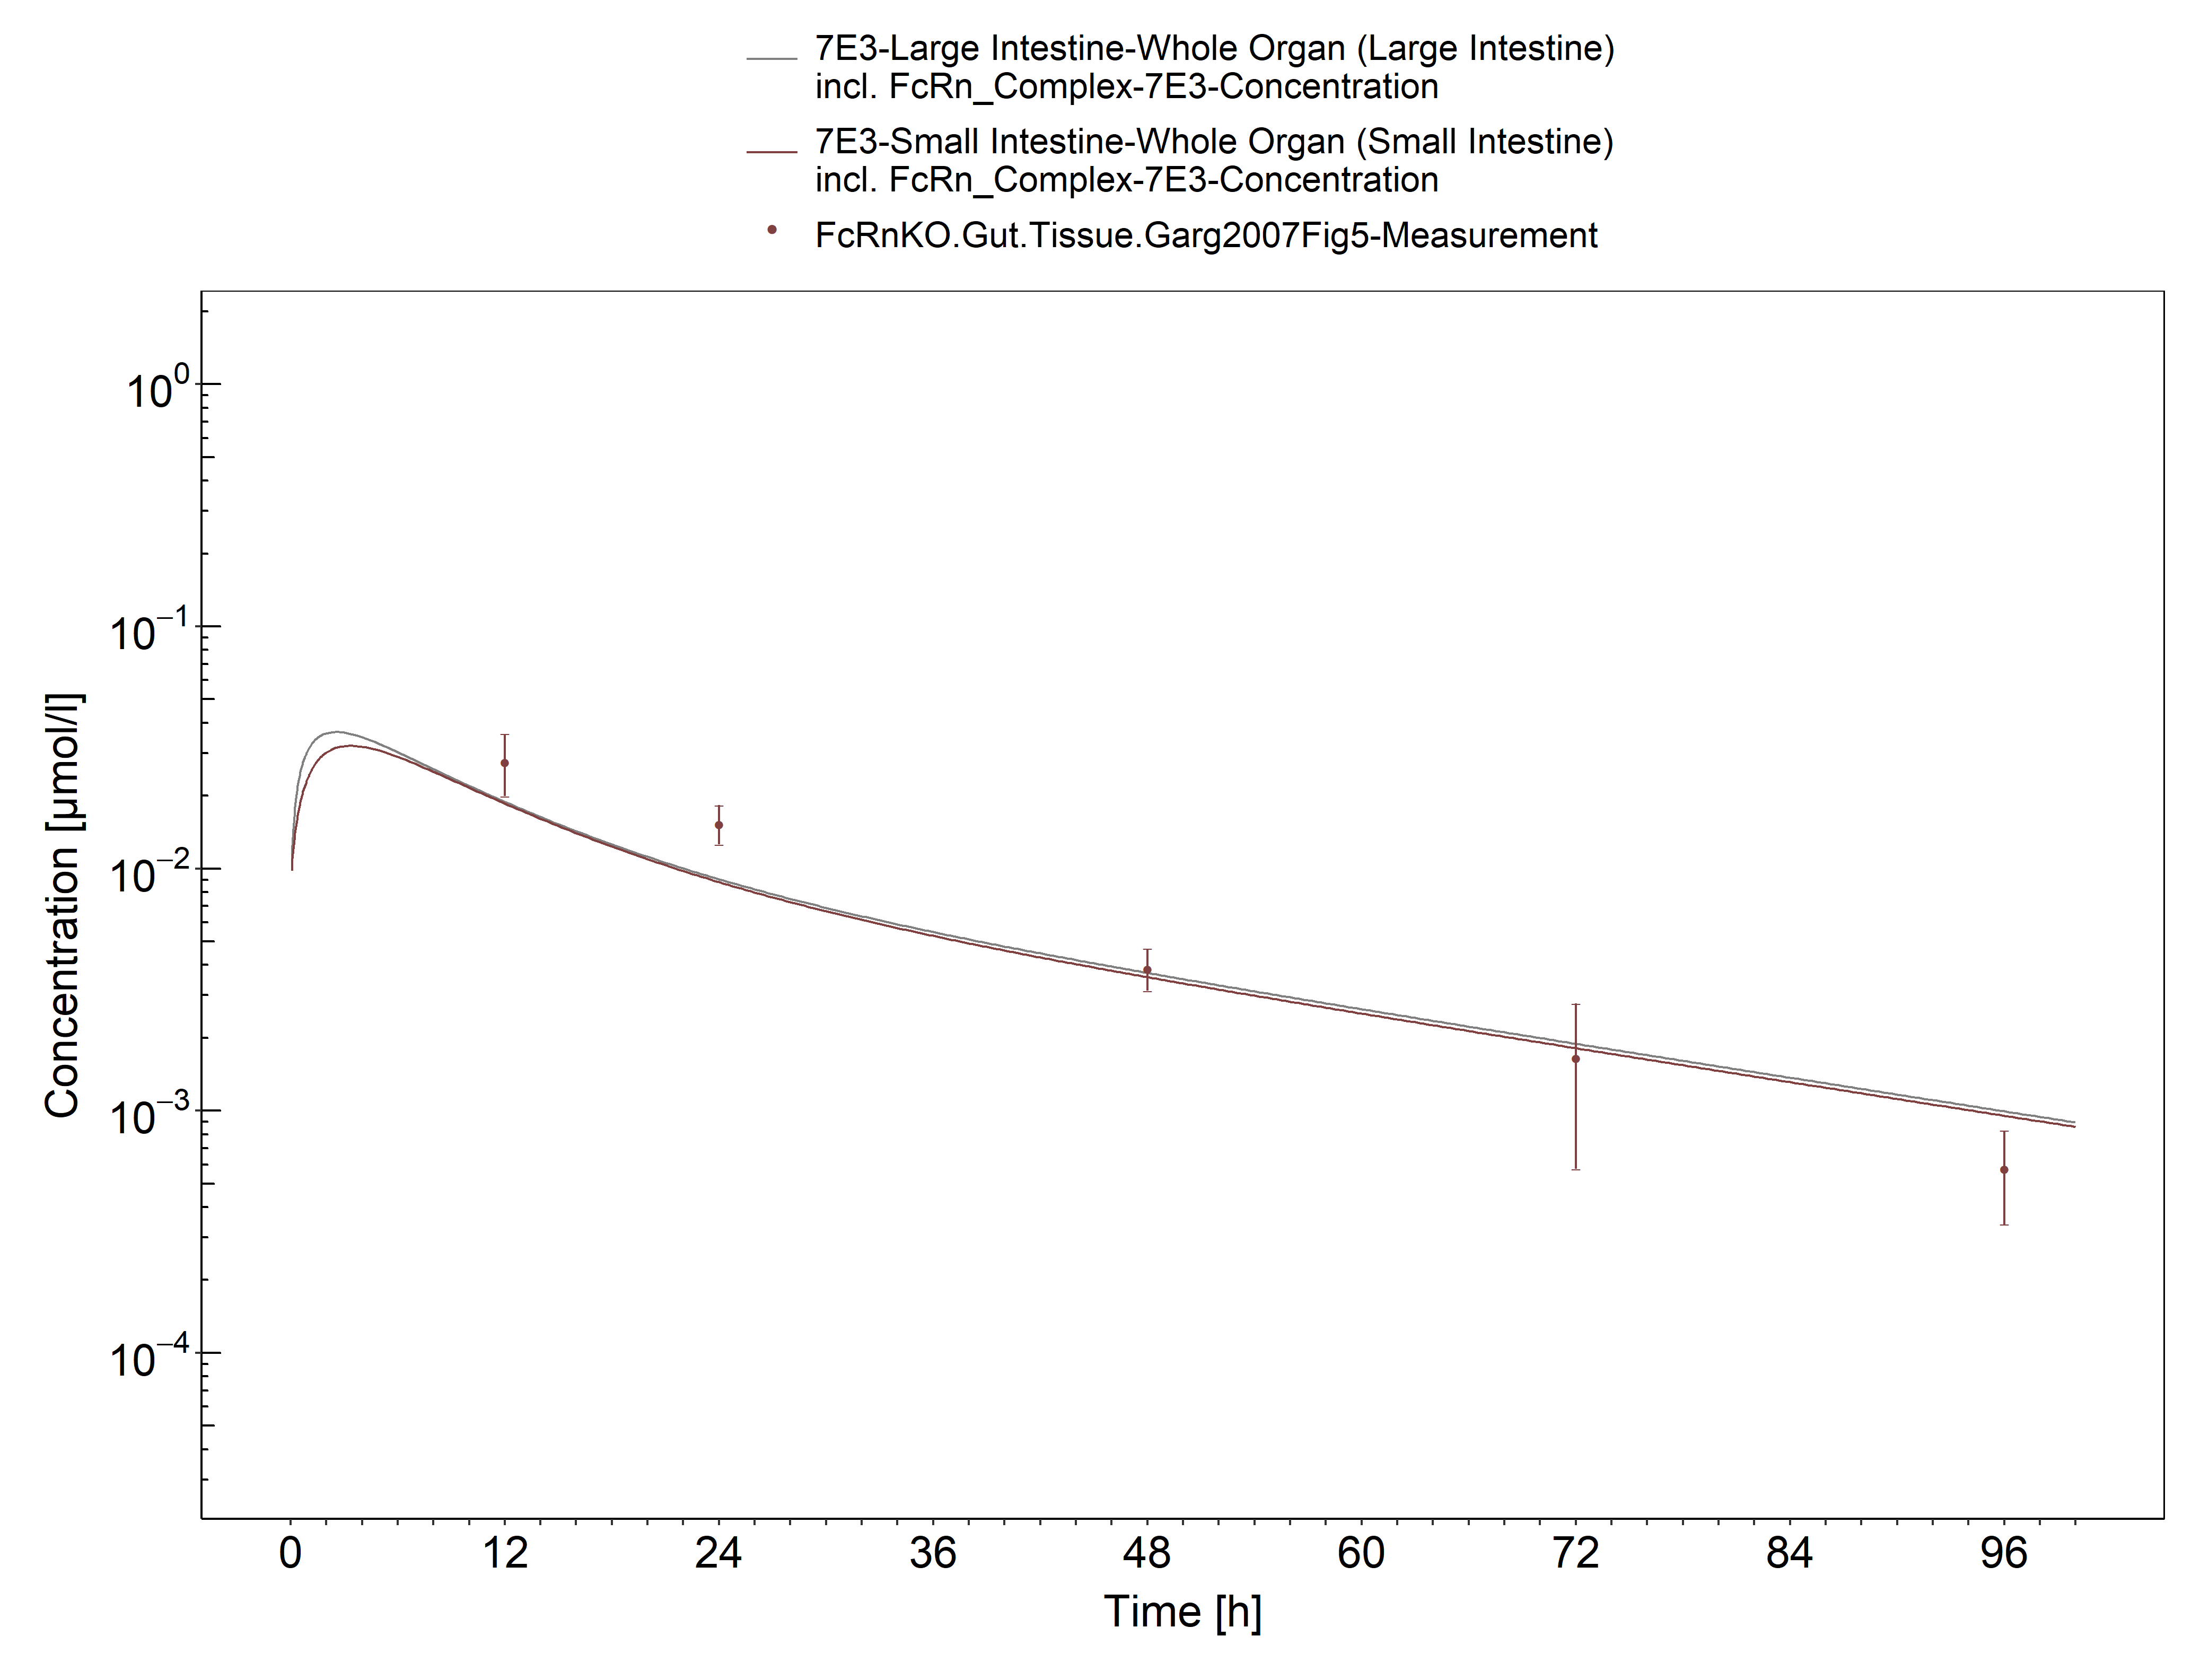 7E3-Large Intestine-Whole Organ (Large Intestine)
incl. FcRn_Complex-7E3-Concentration
7E3-Small Intestine-Whole Organ (Small Intestine)
incl. FcRn_Complex-7E3-Concentration
FcRnKO.Gut.Tissue.Garg2007Fig5-Measurement
Concentration [µmol/l]
10⁰
10⁻¹
10⁻²
10⁻³
10⁻⁴
0 12 24 36 48 60 72 84 96
Time [h]